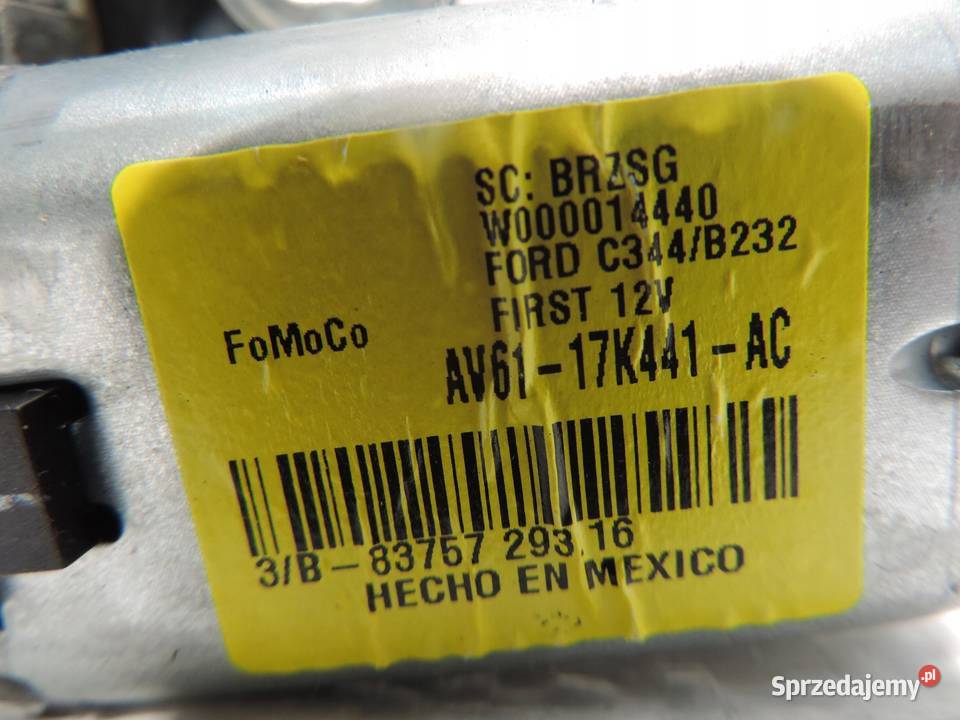 SC: BRZSG
W000014440
FORD C344/B232
FIRST 12V
FoMoCo
AV61-17K441-AC
3/B-83757 293.16
HECHO EN MEXICO
Sprzedajemy.pl